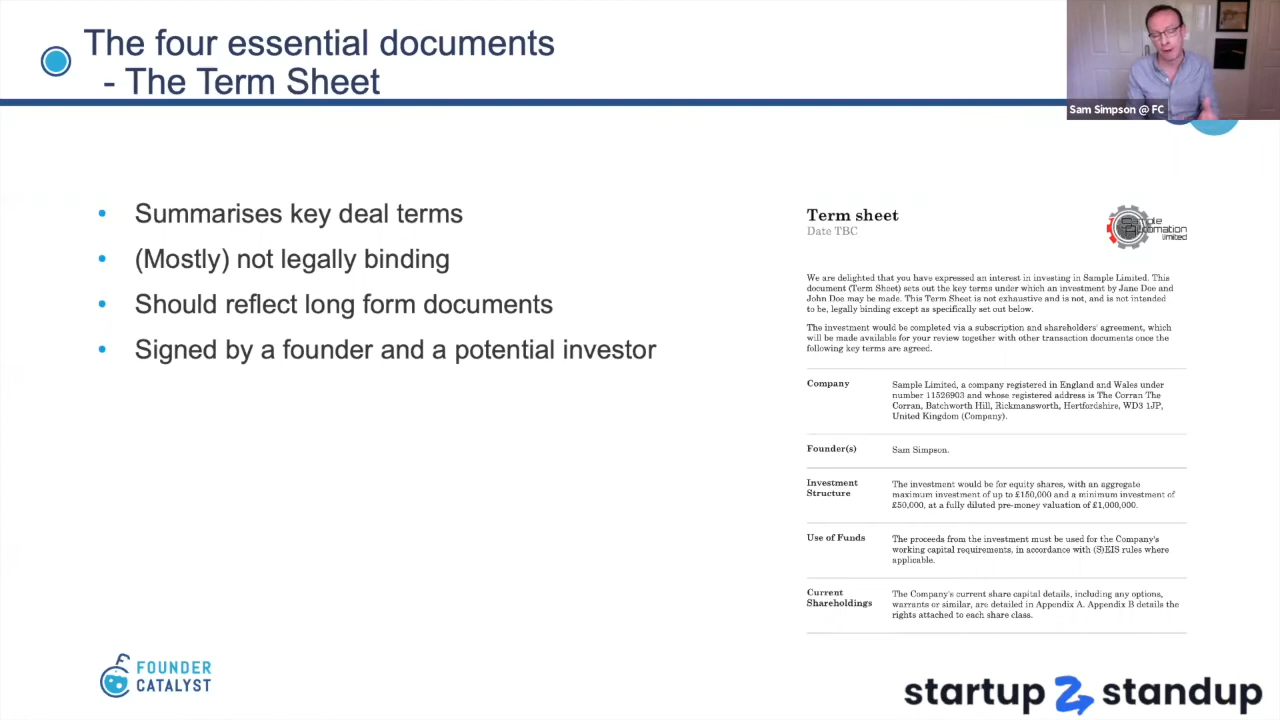 The four essential documents
- The Term Sheet
Sam Simpson @ FC
• Summarises key deal terms
• (Mostly) not legally binding
• Should reflect long form documents
• Signed by a founder and a potential investor
Term sheet
Date TBC
Sample
Automation
limited
We are delighted that you have expressed an interest in investing in Sample Limited. This
document (Term Sheet) sets out the key terms under which an investment by Jane Doe and
John Doe may be made. This Term Sheet is not exhaustive and is not, and is not intended
to be, legally binding except as specifically set out below.
The investment would be completed via a subscription and shareholders' agreement, which
will be made available for your review together with other transaction documents once the
following key terms are agreed.
Company
Sample Limited, a company registered in England and Wales under
number 11526903 and whose registered address is The Corran The
Corran, Batchworth Hill, Rickmansworth, Hertfordshire, WD3 1JP,
United Kingdom (Company).
Founder(s)
Sam Simpson.
Investment
Structure
The investment would be for equity shares, with an aggregate
maximum investment of up to £150,000 and a minimum investment of
£50,000, at a fully diluted pre-money valuation of £1,000,000.
Use of Funds
The proceeds from the investment must be used for the Company's
working capital requirements, in accordance with (S)EIS rules where
applicable.
Current
Shareholdings
The Company's current share capital details, including any options,
warrants or similar, are detailed in Appendix A. Appendix B details the
rights attached to each share class.
FOUNDER
CATALYST
startup 2 standup